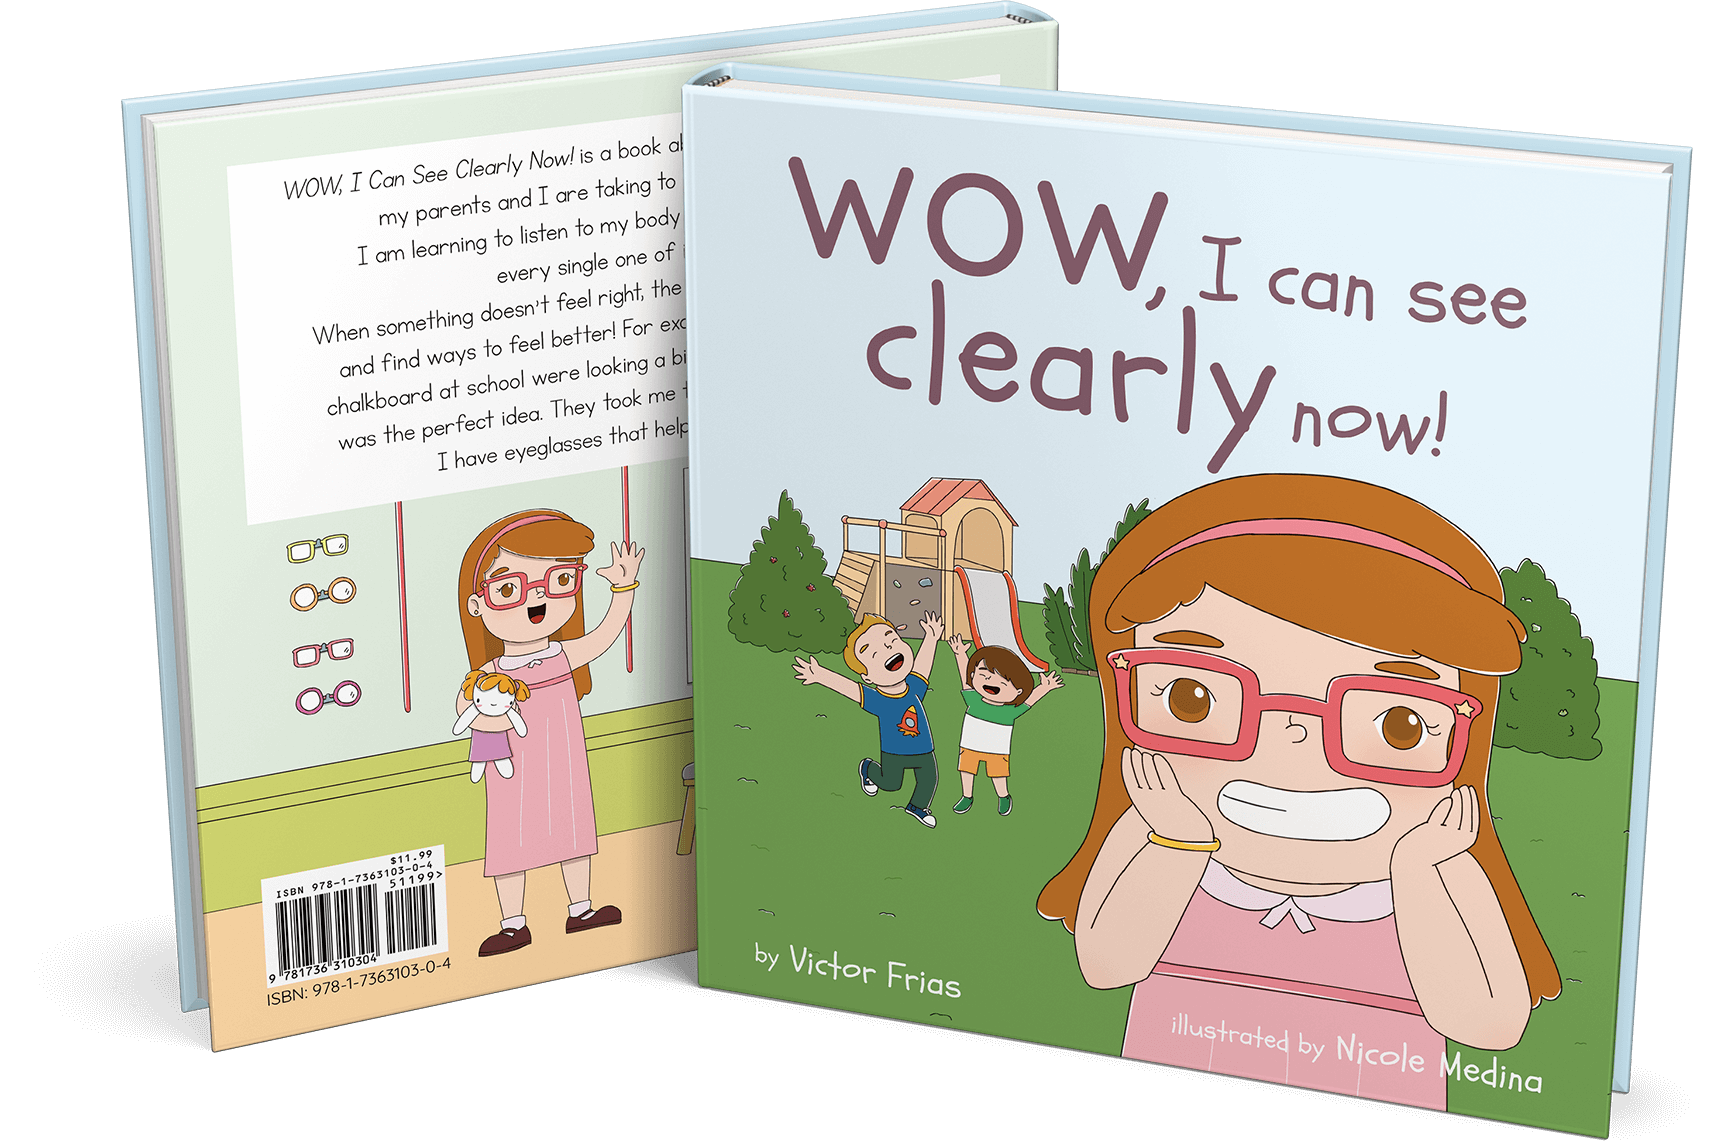 WOW, I Can See Clearly Now! is a book
my parents and I are taking to
I am learning to listen to my body
every single one of
When something doesn't feel right, the
and find ways to feel better! For
chalkboard at school were looking a
was the perfect idea. They took me
I have eyeglasses that
$11.99
ISBN 978-1-7363103-0-4
51199>
9 781736 310304
ISBN: 978-1-7363103-0-4
WOW, I can see
clearly now!
by Victor Frias
illustrated by Nicole Medina